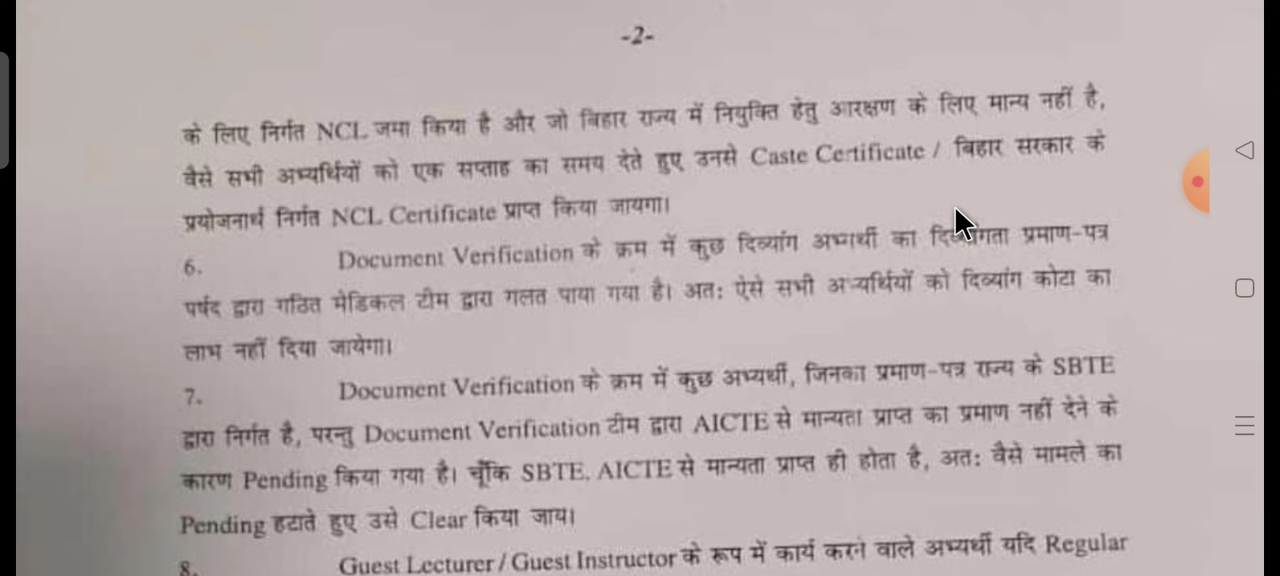 -2-
के लिए निर्गत NCL जमा किया है और जो बिहार राज्य में नियुक्ति हेतु आरक्षण के लिए मान्य नहीं है,
वैसे सभी अभ्यर्थियों को एक सप्ताह का समय देते हुए उनसे Caste Certificate / बिहार सरकार के
प्रयोजनार्थ निर्गत NCL Certificate प्राप्त किया जायगा।
6. Document Verification के क्रम में कुछ दिव्यांग अभ्यर्थी का दिव्यांगता प्रमाण-पत्र
पर्षद द्वारा गठित मेडिकल टीम द्वारा गलत पाया गया है। अतः ऐसे सभी अभ्यर्थियों को दिव्यांग कोटा का
लाभ नहीं दिया जायेगा।
7. Document Verification के क्रम में कुछ अभ्यर्थी, जिनका प्रमाण-पत्र राज्य के SBTE
द्वारा निर्गत है, परन्तु Document Verification टीम द्वारा AICTE से मान्यता प्राप्त का प्रमाण नहीं देने के
कारण Pending किया गया है। चूँकि SBTE, AICTE से मान्यता प्राप्त ही होता है, अतः वैसे मामले का
Pending हटाते हुए उसे Clear किया जाय।
8. Guest Lecturer / Guest Instructor के रूप में कार्य करने वाले अभ्यर्थी यदि Regular